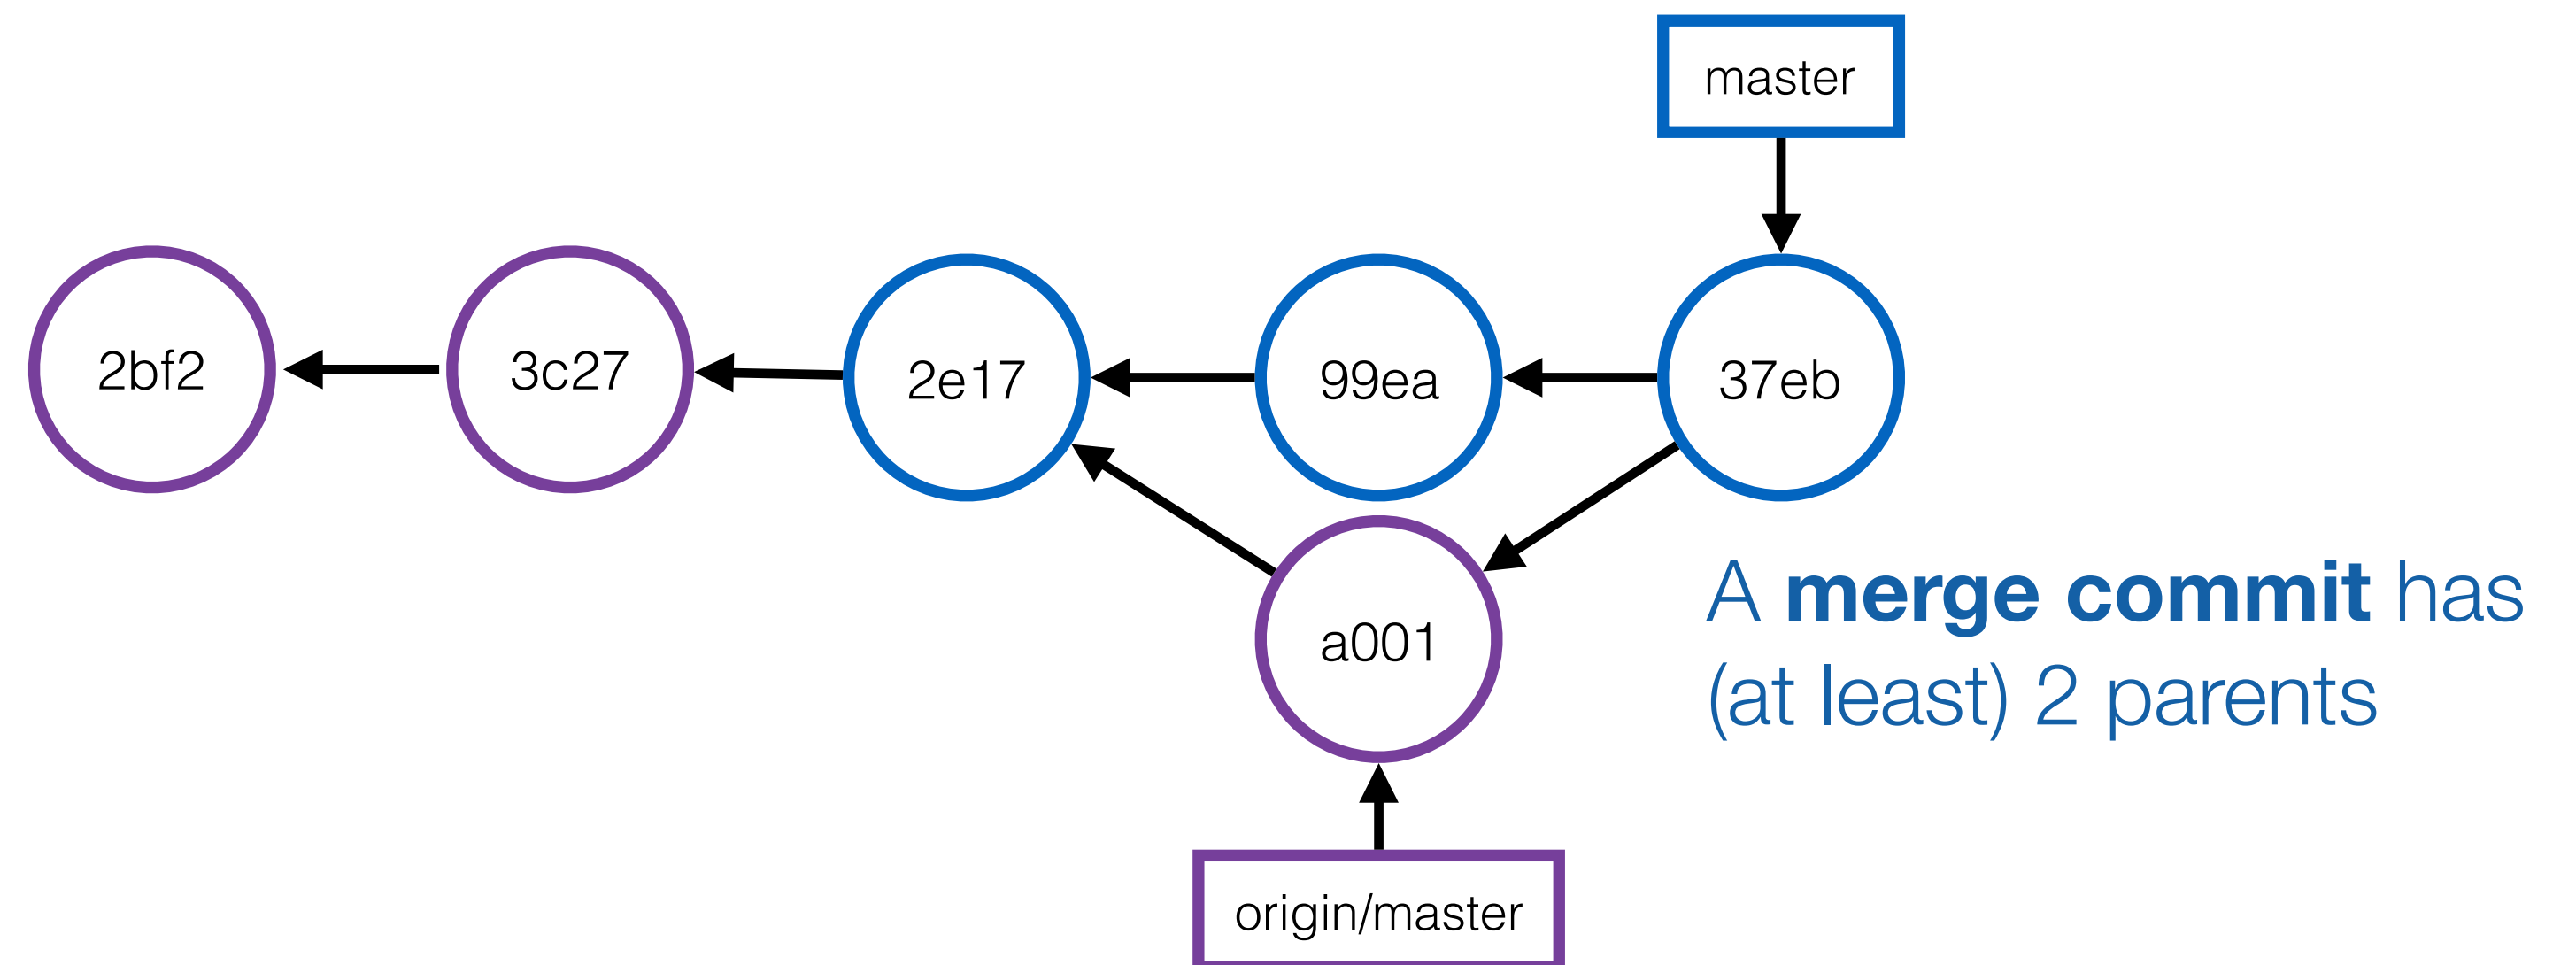 master
2bf2
3c27
2e17
99ea
37eb
a001
A merge commit has
(at least) 2 parents
origin/master